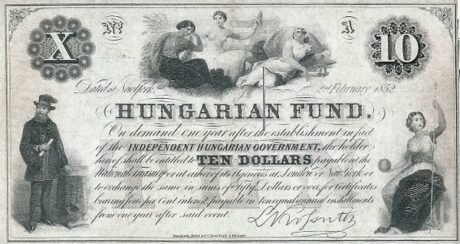 X No A 10
Dated at New York, 2nd February 1852
HUNGARIAN FUND.
On demand one year after the establishment in fact
of the INDEPENDENT HUNGARIAN GOVERNMENT, the holder
hereof shall be entitled to TEN DOLLARS payable at the
National Treasury or at either of its agencies at London or New York or
to exchange the same in sums of Fifty Dollars or over, for certificates
bearing four per Cent interest payable in ten equal annual installments
from one year after said event.